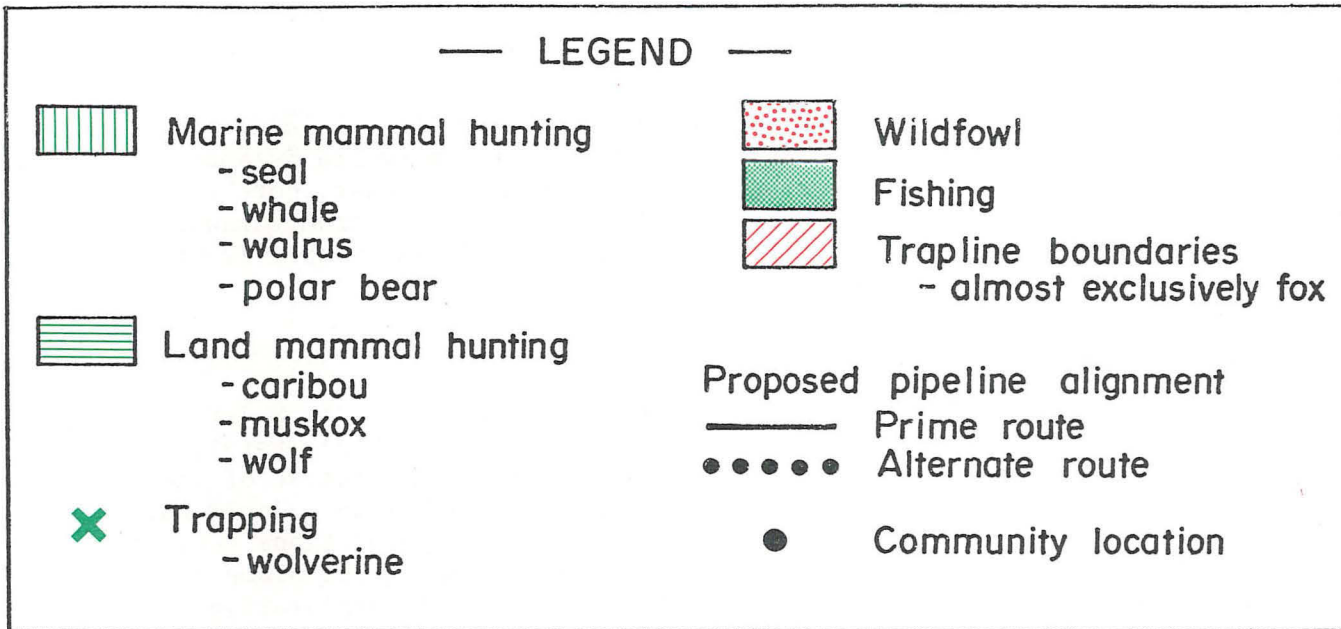 — LEGEND —
Marine mammal hunting
- seal
- whale
- walrus
- polar bear
Land mammal hunting
- caribou
- muskox
- wolf
Trapping
- wolverine
Wildfowl
Fishing
Trapline boundaries
- almost exclusively fox
Proposed pipeline alignment
Prime route
Alternate route
Community location